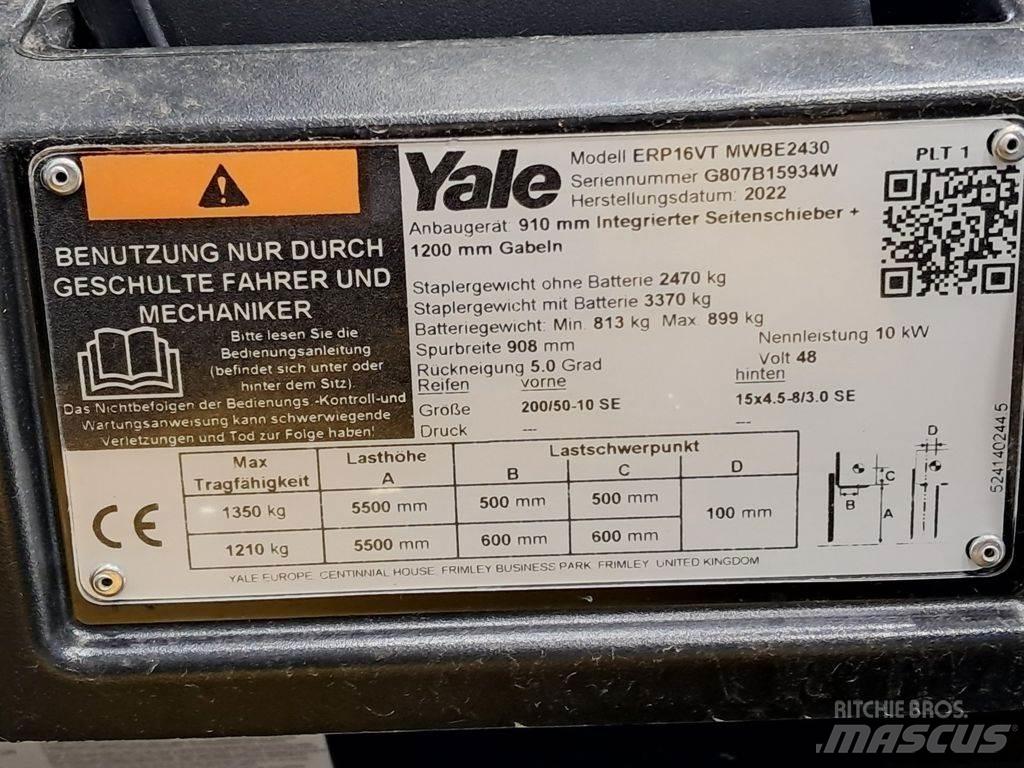 BENUTZUNG NUR DURCH
GESCHULTE FAHRER UND
MECHANIKER
Bitte lesen Sie die
Bedienungsanleitung
(befindet sich unter oder
hinter dem Sitz).
Das Nichtbefolgen der Bedienungs.-Kontroll-und
Wartungsanweisung kann schwerwiegende
Verletzungen und Tod zur Folge haben!
Yale
Modell ERP16VT MWBE2430
Seriennummer G807B15934W
Herstellungsdatum: 2022
PLT 1
Anbaugerät: 910 mm Integrierter Seitenschieber +
1200 mm Gabeln
Staplergewicht ohne Batterie 2470 kg
Staplergewicht mit Batterie 3370 kg
Batteriegewicht: Min. 813 kg Max. 899 kg
Spurbreite 908 mm
Nennleistung 10 kW
Rückneigung 5.0 Grad
Volt 48
Reifen vorne hinten
Größe 200/50-10 SE 15x4.5-8/3.0 SE
Druck --- ---
Max Tragfähigkeit Lasthöhe A Lastschwerpunkt B C D
1350 kg 5500 mm 500 mm 500 mm 100 mm
1210 kg 5500 mm 600 mm 600 mm
CE
B C A D
524140244 5
YALE EUROPE, CENTINNIAL HOUSE, FRIMLEY BUSINESS PARK, FRIMLEY, UNITED KINGDOM
RITCHIE BROS.
MASCUS